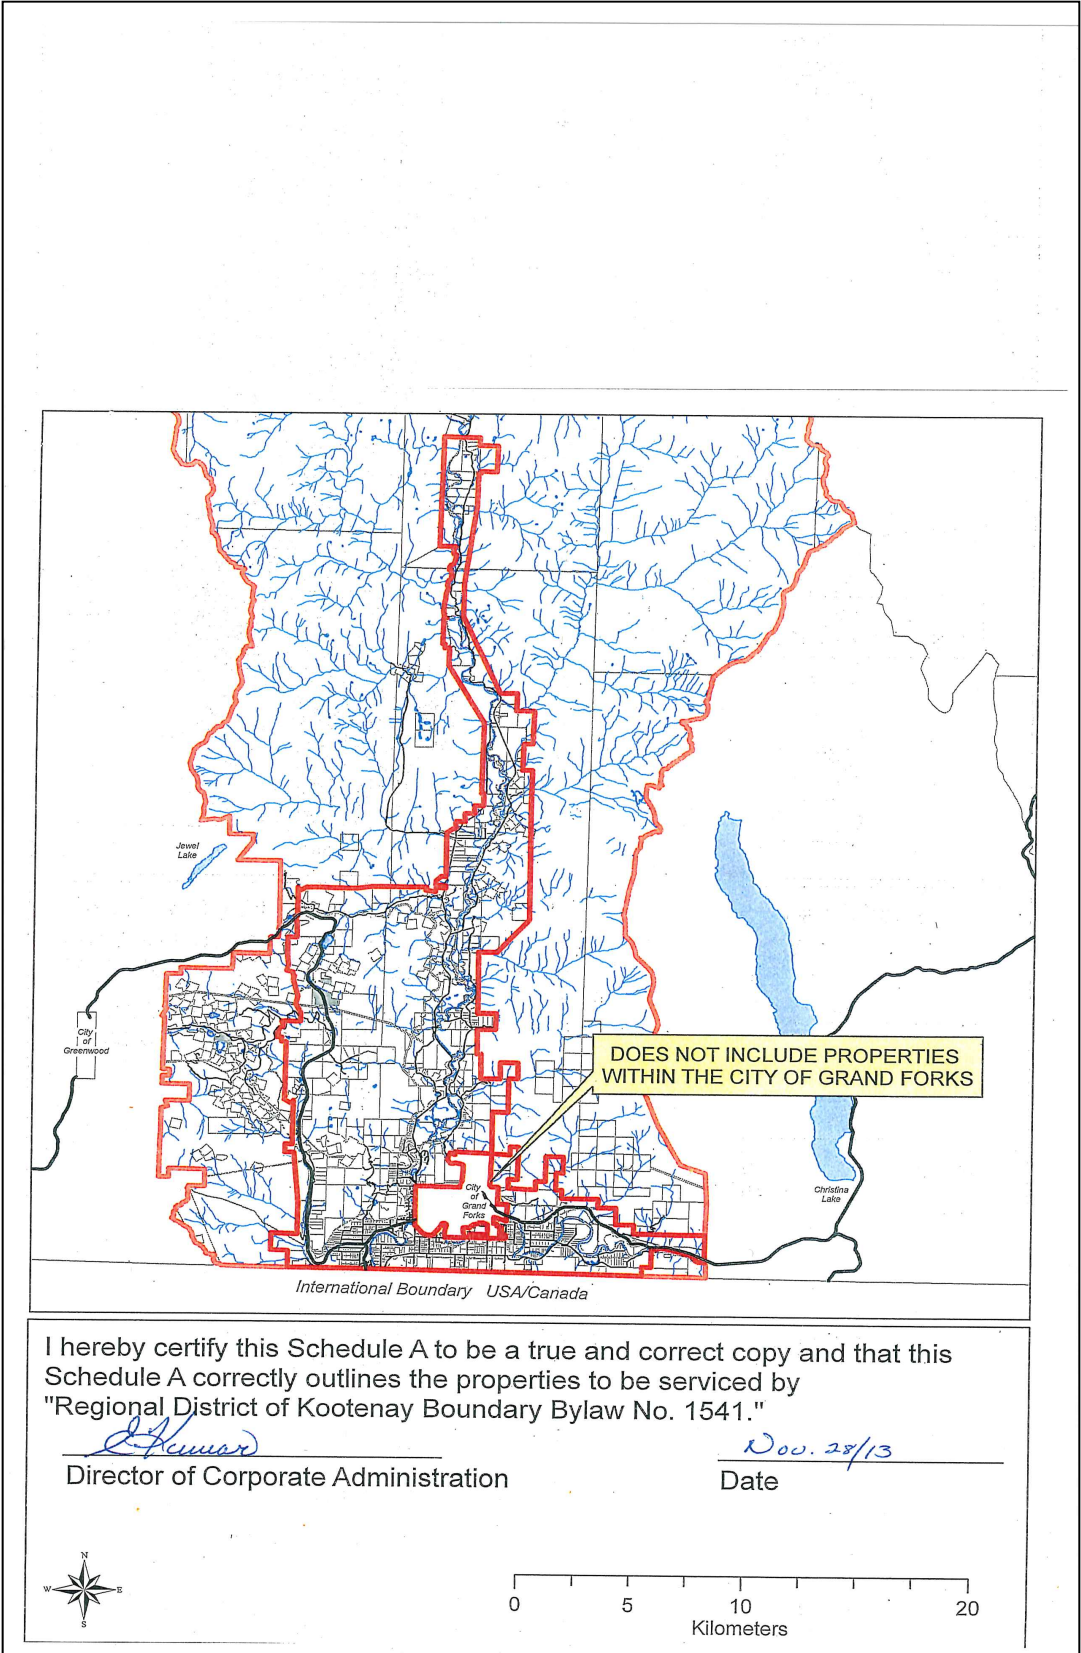 Jewel
Lake
City
of
Greenwood
DOES NOT INCLUDE PROPERTIES
WITHIN THE CITY OF GRAND FORKS
City
of
Grand
Forks
Christina
Lake
International Boundary USA/Canada
I hereby certify this Schedule A to be a true and correct copy and that this
Schedule A correctly outlines the properties to be serviced by
"Regional District of Kootenay Boundary Bylaw No. 1541."
Nov. 28/13
Director of Corporate Administration
Date
N
W E
S
0 5 10 20
Kilometers